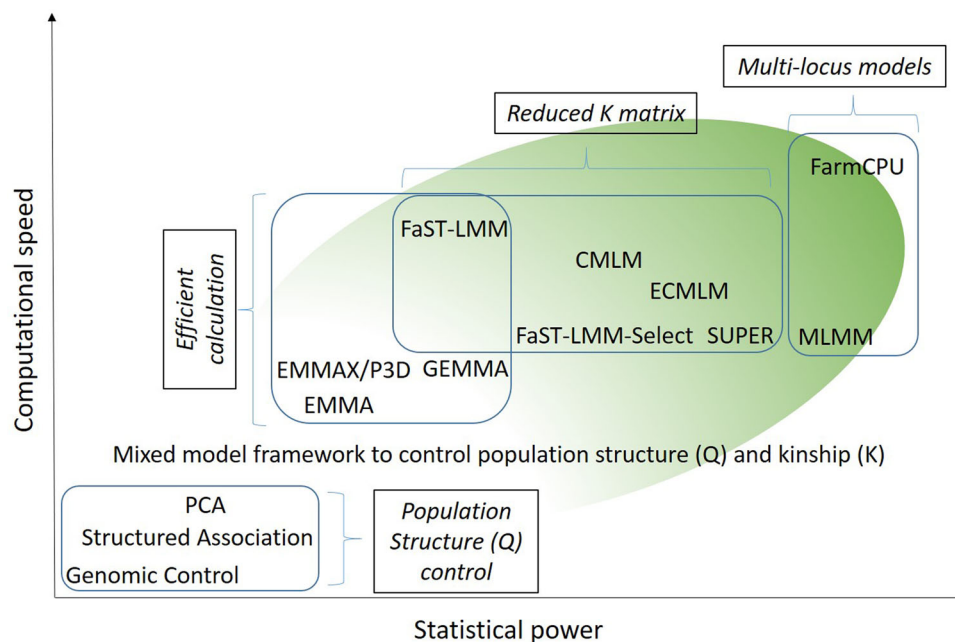 Multi-locus models
Reduced K matrix
FarmCPU
FaST-LMM
CMLM
ECMLM
FaST-LMM-Select SUPER
MLMM
Efficient
calculation
EMMAX/P3D GEMMA
EMMA
Computational speed
Mixed model framework to control population structure (Q) and kinship (K)
PCA
Structured Association
Genomic Control
Population
Structure (Q)
control
Statistical power